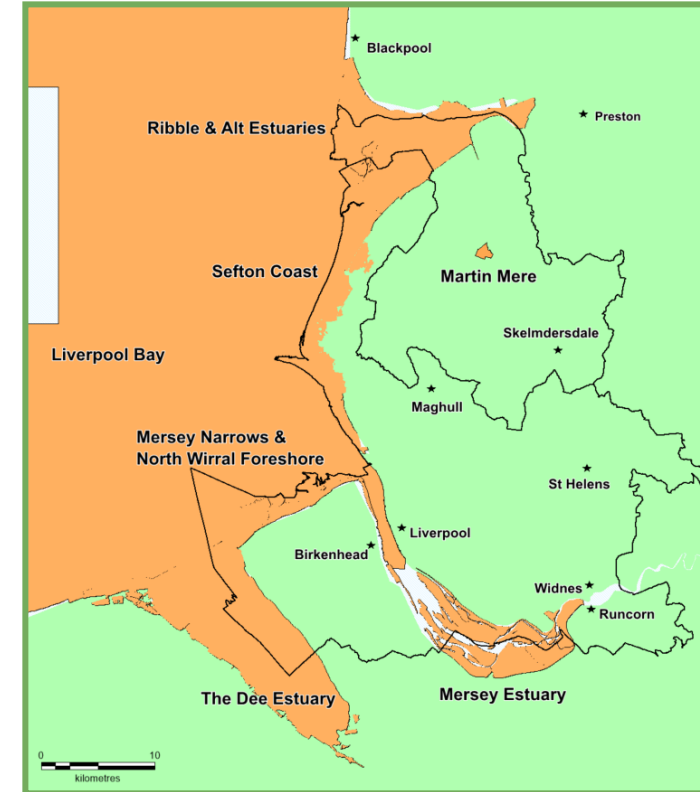 Blackpool
Preston
Ribble & Alt Estuaries
Sefton Coast
Martin Mere
Skelmdersdale
Liverpool Bay
Maghull
Mersey Narrows &
North Wirral Foreshore
St Helens
Liverpool
Birkenhead
Widnes
Runcorn
The Dee Estuary
Mersey Estuary
0 10
kilometres